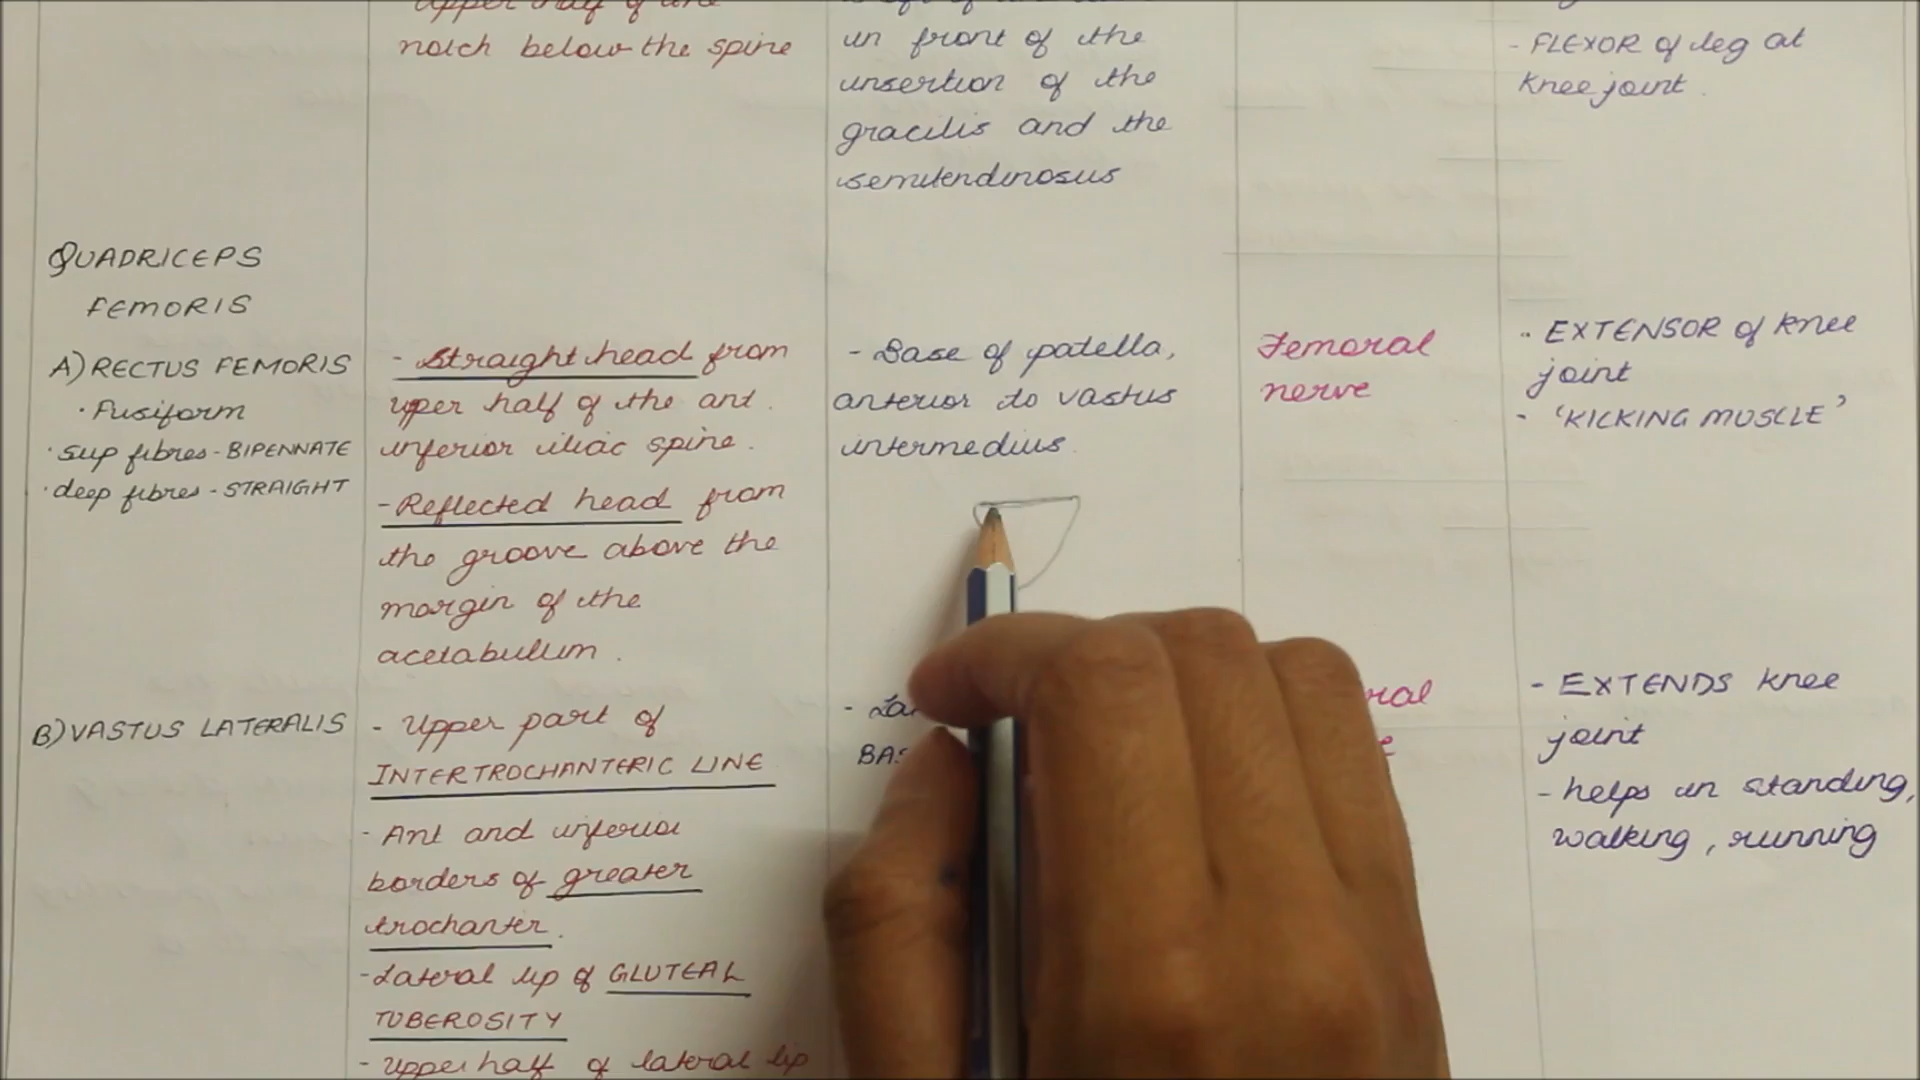 notch below the spine
in front of the
insertion of the
gracilis and the
semitendinosus
- FLEXOR of leg at
knee joint.
QUADRICEPS
FEMORIS
A) RECTUS FEMORIS
· Fusiform
· sup fibres - BIPENNATE
· deep fibres - STRAIGHT
- Straight head from
upper half of the ant.
inferior iliac spine.
- Reflected head from
the groove above the
margin of the
acetabulum.
- Base of patella,
anterior to vastus
intermedius.
Femoral
nerve
- EXTENSOR of knee
joint
- 'KICKING MUSCLE'
B) VASTUS LATERALIS
- Upper part of
INTERTROCHANTERIC LINE
- Ant and inferior
borders of greater
trochanter.
- Lateral lip of GLUTEAL
TUBEROSITY
- Upper half of lateral lip
- EXTENDS knee
joint
- helps in standing,
walking, running